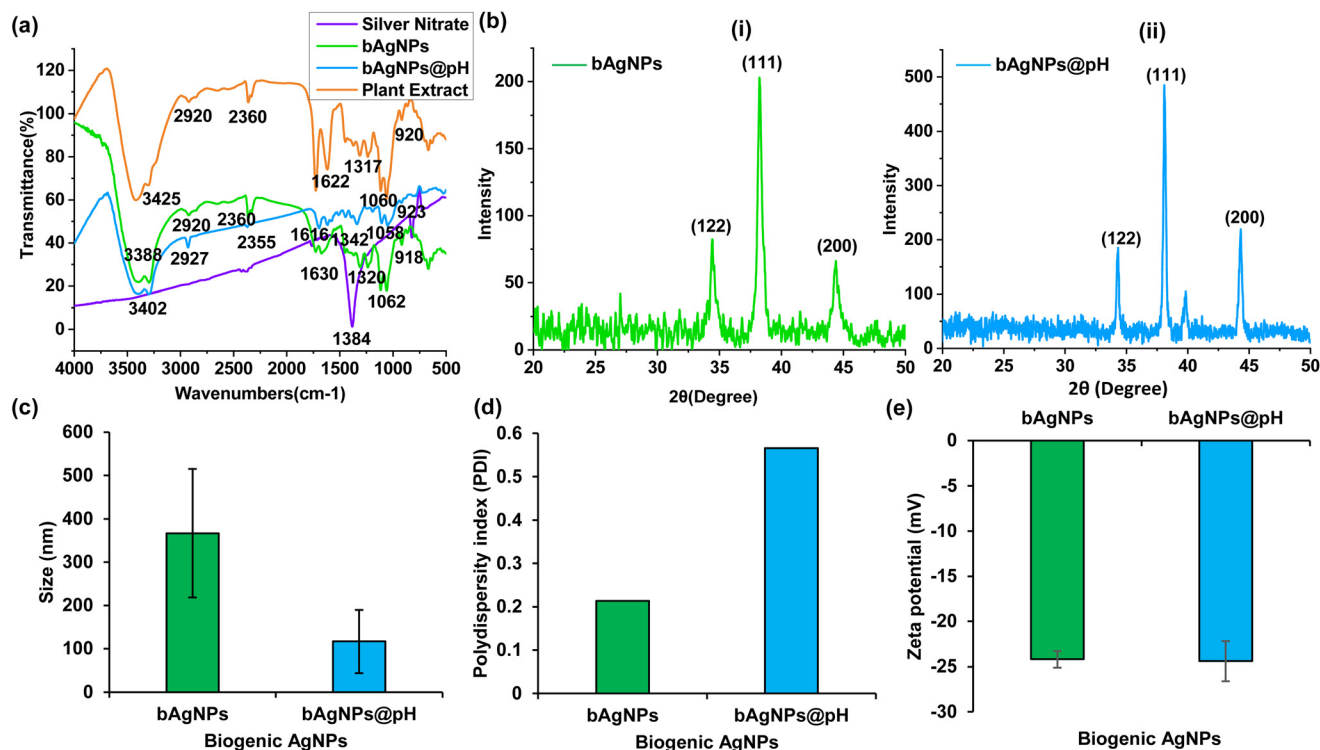 (a)
Silver Nitrate
bAgNPs
bAgNPs@pH
Plant Extract
Transmittance(%)
120
100
80
60
40
20
0
2920
2360
920
1317
1622
3425
1060
2920
2360
923
3388
2355
1616
1342
1058
2927
1630
1320
918
3402
1062
1384
4000 3500 3000 2500 2000 1500 1000 500
Wavenumbers(cm-1)
(b)
(i)
bAgNPs
(111)
(122)
(200)
Intensity
200
150
100
50
0
20 25 30 35 40 45 50
2θ(Degree)
(ii)
bAgNPs@pH
(111)
(122)
(200)
Intensity
500
400
300
200
100
0
20 25 30 35 40 45 50
2θ (Degree)
(c)
Size (nm)
600
500
400
300
200
100
0
bAgNPs bAgNPs@pH
Biogenic AgNPs
(d)
Polydispersity index (PDI)
0.6
0.5
0.4
0.3
0.2
0.1
0
bAgNPs bAgNPs@pH
Biogenic AgNPs
(e)
bAgNPs bAgNPs@pH
Zeta potential (mV)
0
-5
-10
-15
-20
-25
-30
Biogenic AgNPs